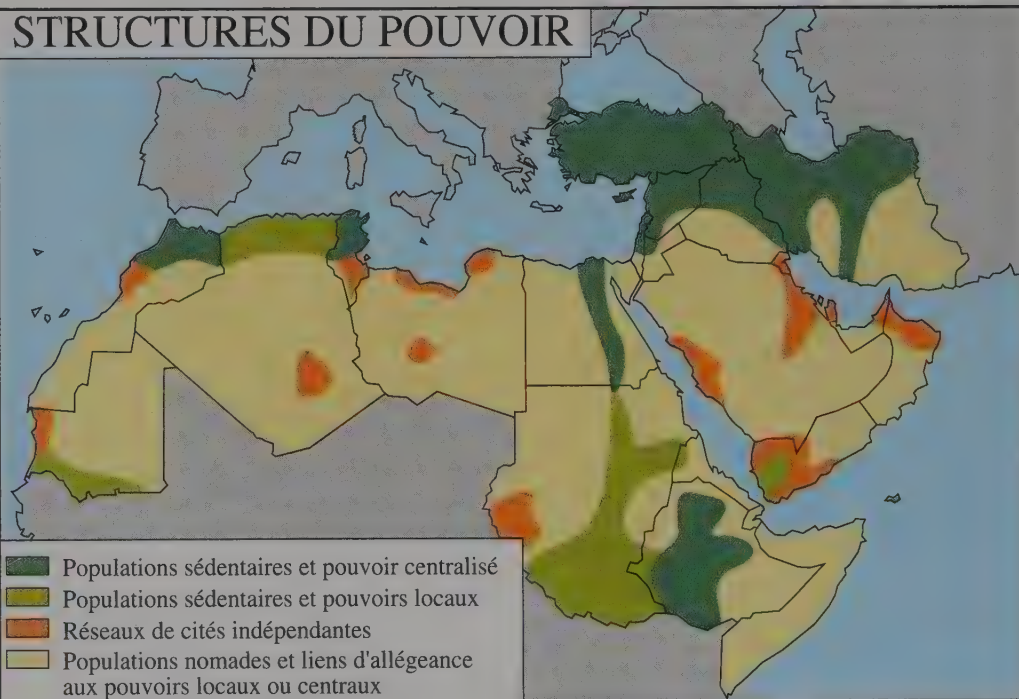 STRUCTURES DU POUVOIR
Populations sédentaires et pouvoir centralisé
Populations sédentaires et pouvoirs locaux
Réseaux de cités indépendantes
Populations nomades et liens d'allégeance
aux pouvoirs locaux ou centraux